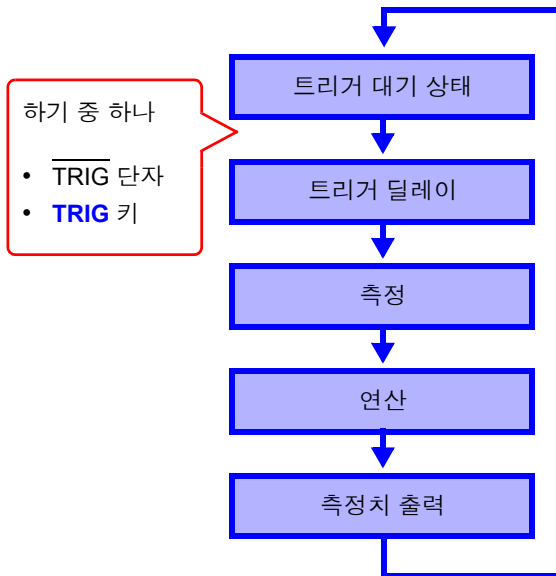 트리거 대기 상태
하기 중 하나
• T̅R̅I̅G̅ 단자
• TRIG 키
트리거 딜레이
측정
연산
측정치 출력